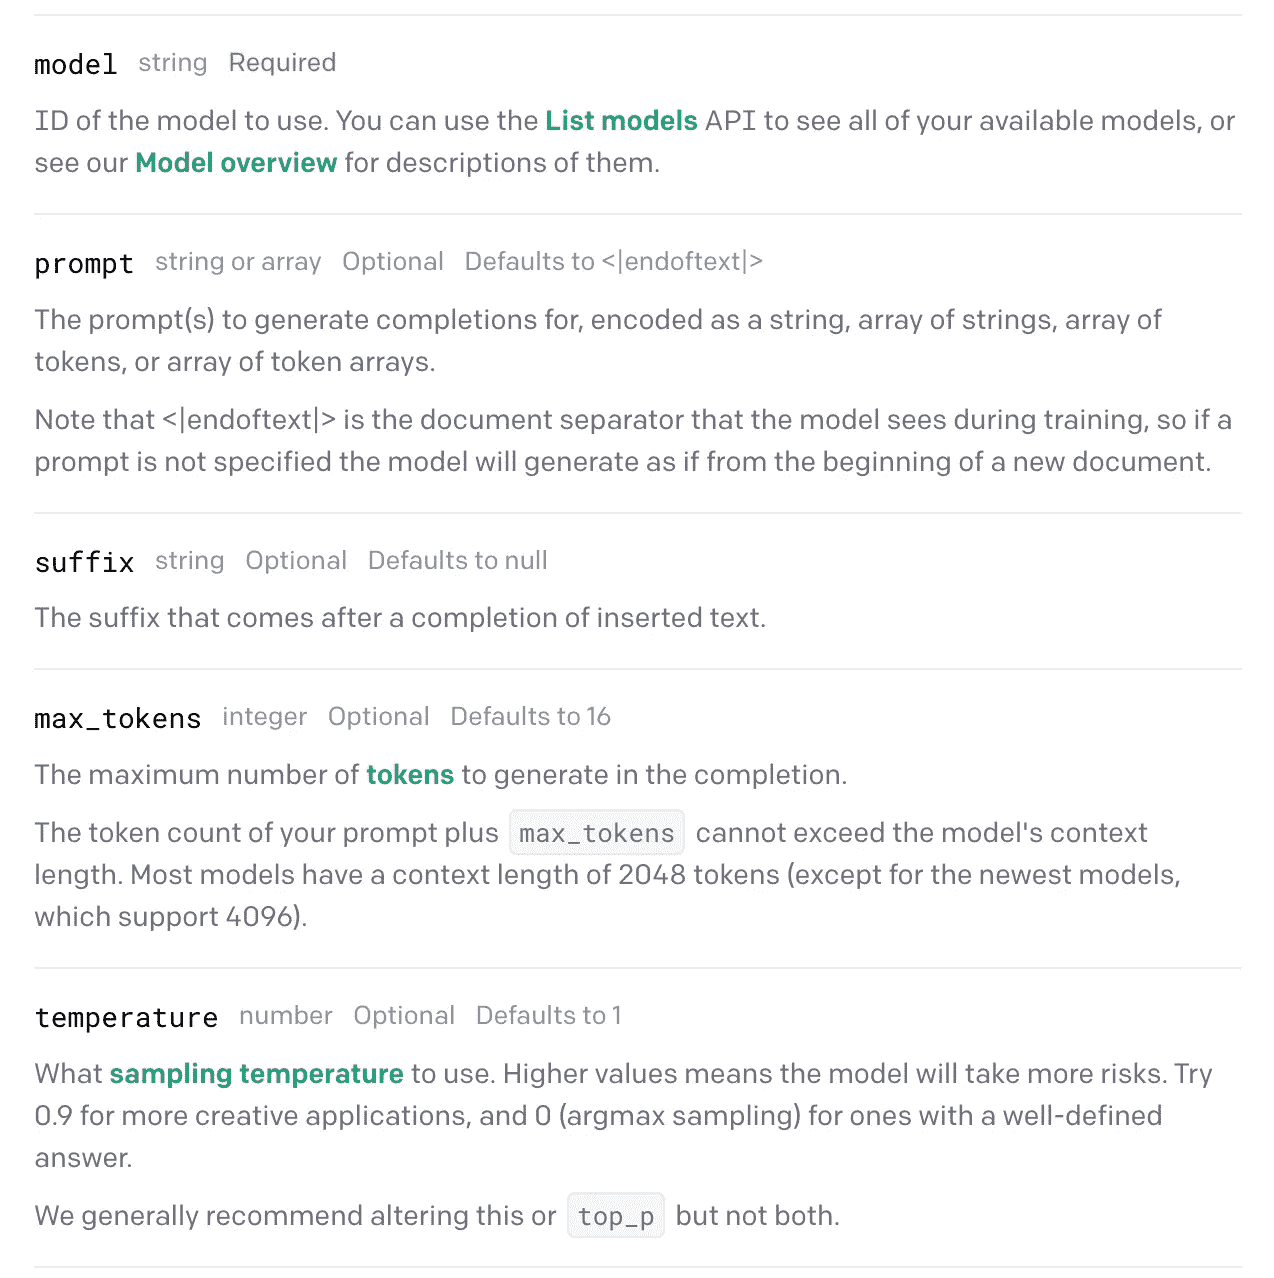 model string Required
ID of the model to use. You can use the List models API to see all of your available models, or
see our Model overview for descriptions of them.
prompt string or array Optional Defaults to <|endoftext|>
The prompt(s) to generate completions for, encoded as a string, array of strings, array of
tokens, or array of token arrays.
Note that <|endoftext|> is the document separator that the model sees during training, so if a
prompt is not specified the model will generate as if from the beginning of a new document.
suffix string Optional Defaults to null
The suffix that comes after a completion of inserted text.
max_tokens integer Optional Defaults to 16
The maximum number of tokens to generate in the completion.
The token count of your prompt plus max_tokens cannot exceed the model's context
length. Most models have a context length of 2048 tokens (except for the newest models,
which support 4096).
temperature number Optional Defaults to 1
What sampling temperature to use. Higher values means the model will take more risks. Try
0.9 for more creative applications, and 0 (argmax sampling) for ones with a well-defined
answer.
We generally recommend altering this or top_p but not both.